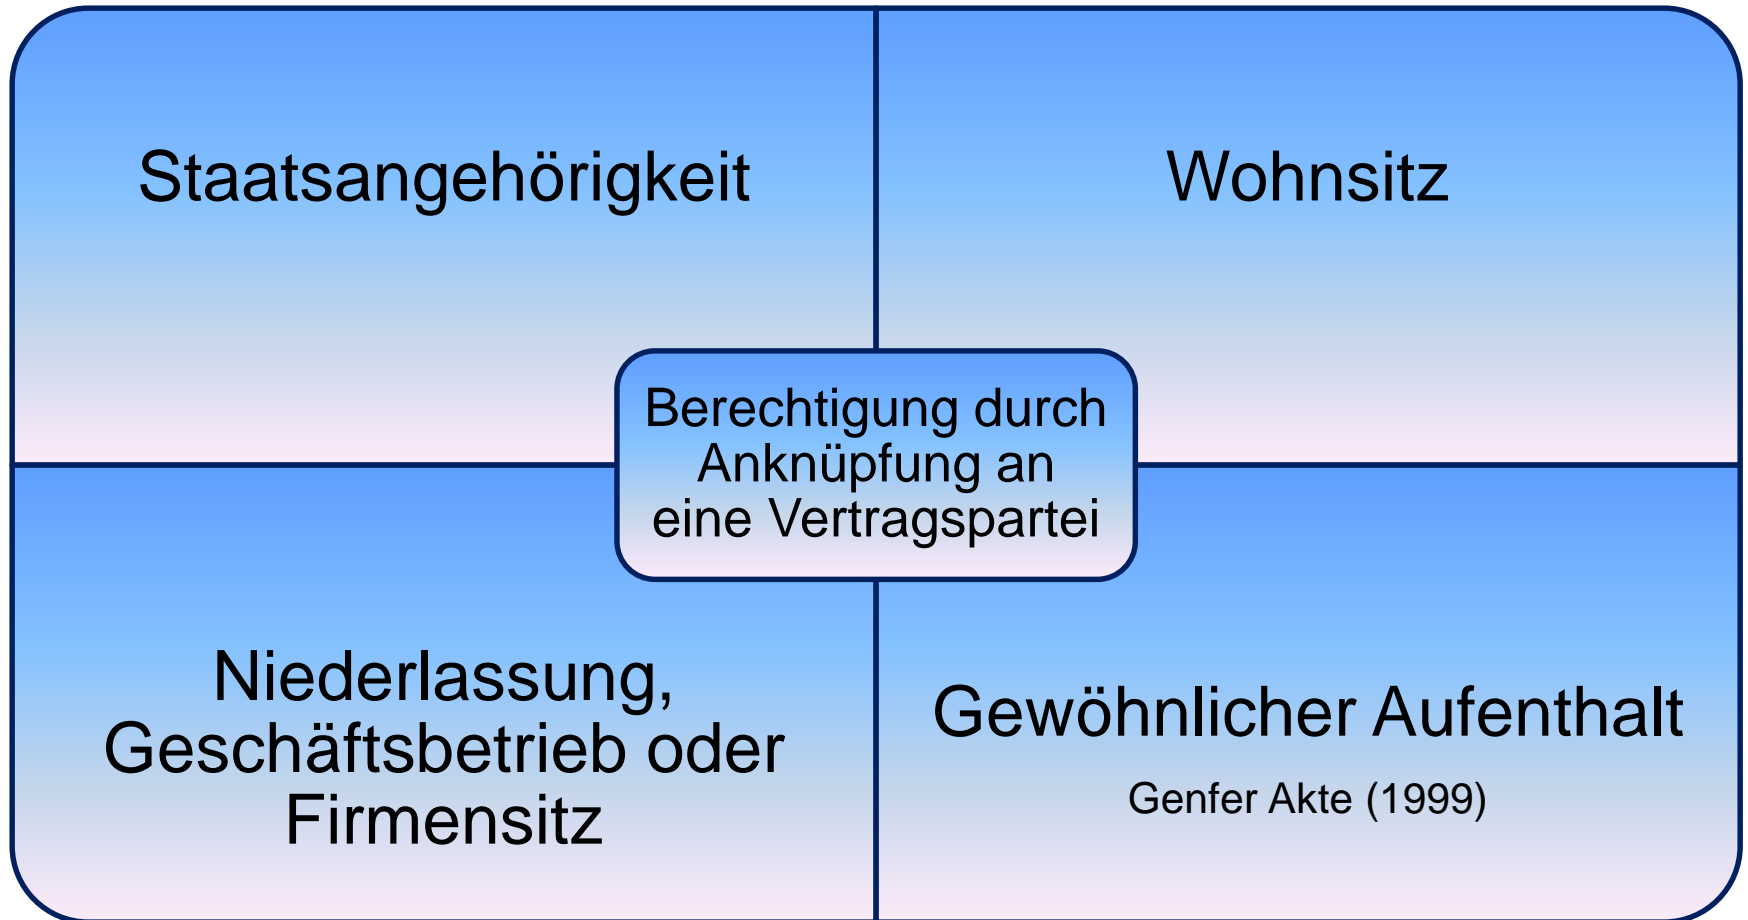 Staatsangehörigkeit
Wohnsitz
Berechtigung durch
Anknüpfung an
eine Vertragspartei
Niederlassung,
Geschäftsbetrieb oder
Firmensitz
Gewöhnlicher Aufenthalt
Genfer Akte (1999)